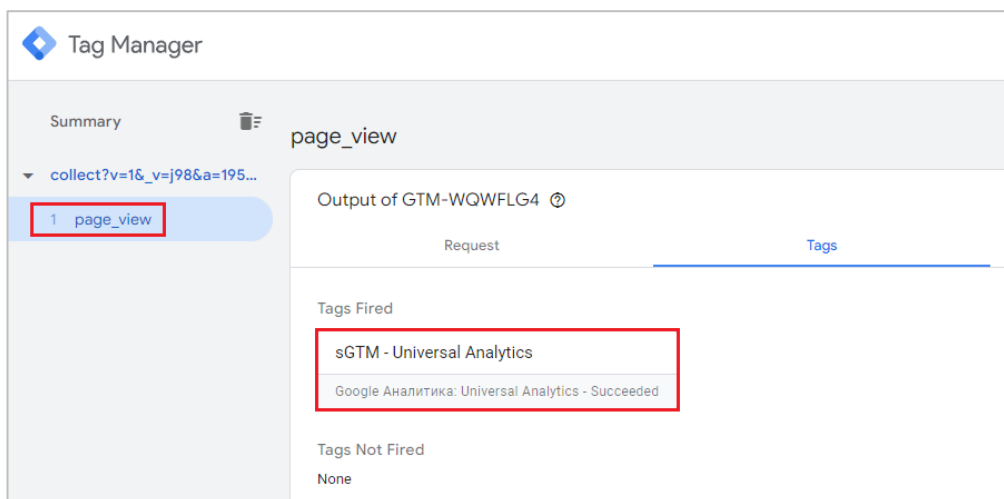 Tag Manager
Summary
collect?v=1&_v=j98&a=195...
1 page_view
page_view
Output of GTM-WQWFLG4
Request
Tags
Tags Fired
sGTM - Universal Analytics
Google Аналитика: Universal Analytics - Succeeded
Tags Not Fired
None